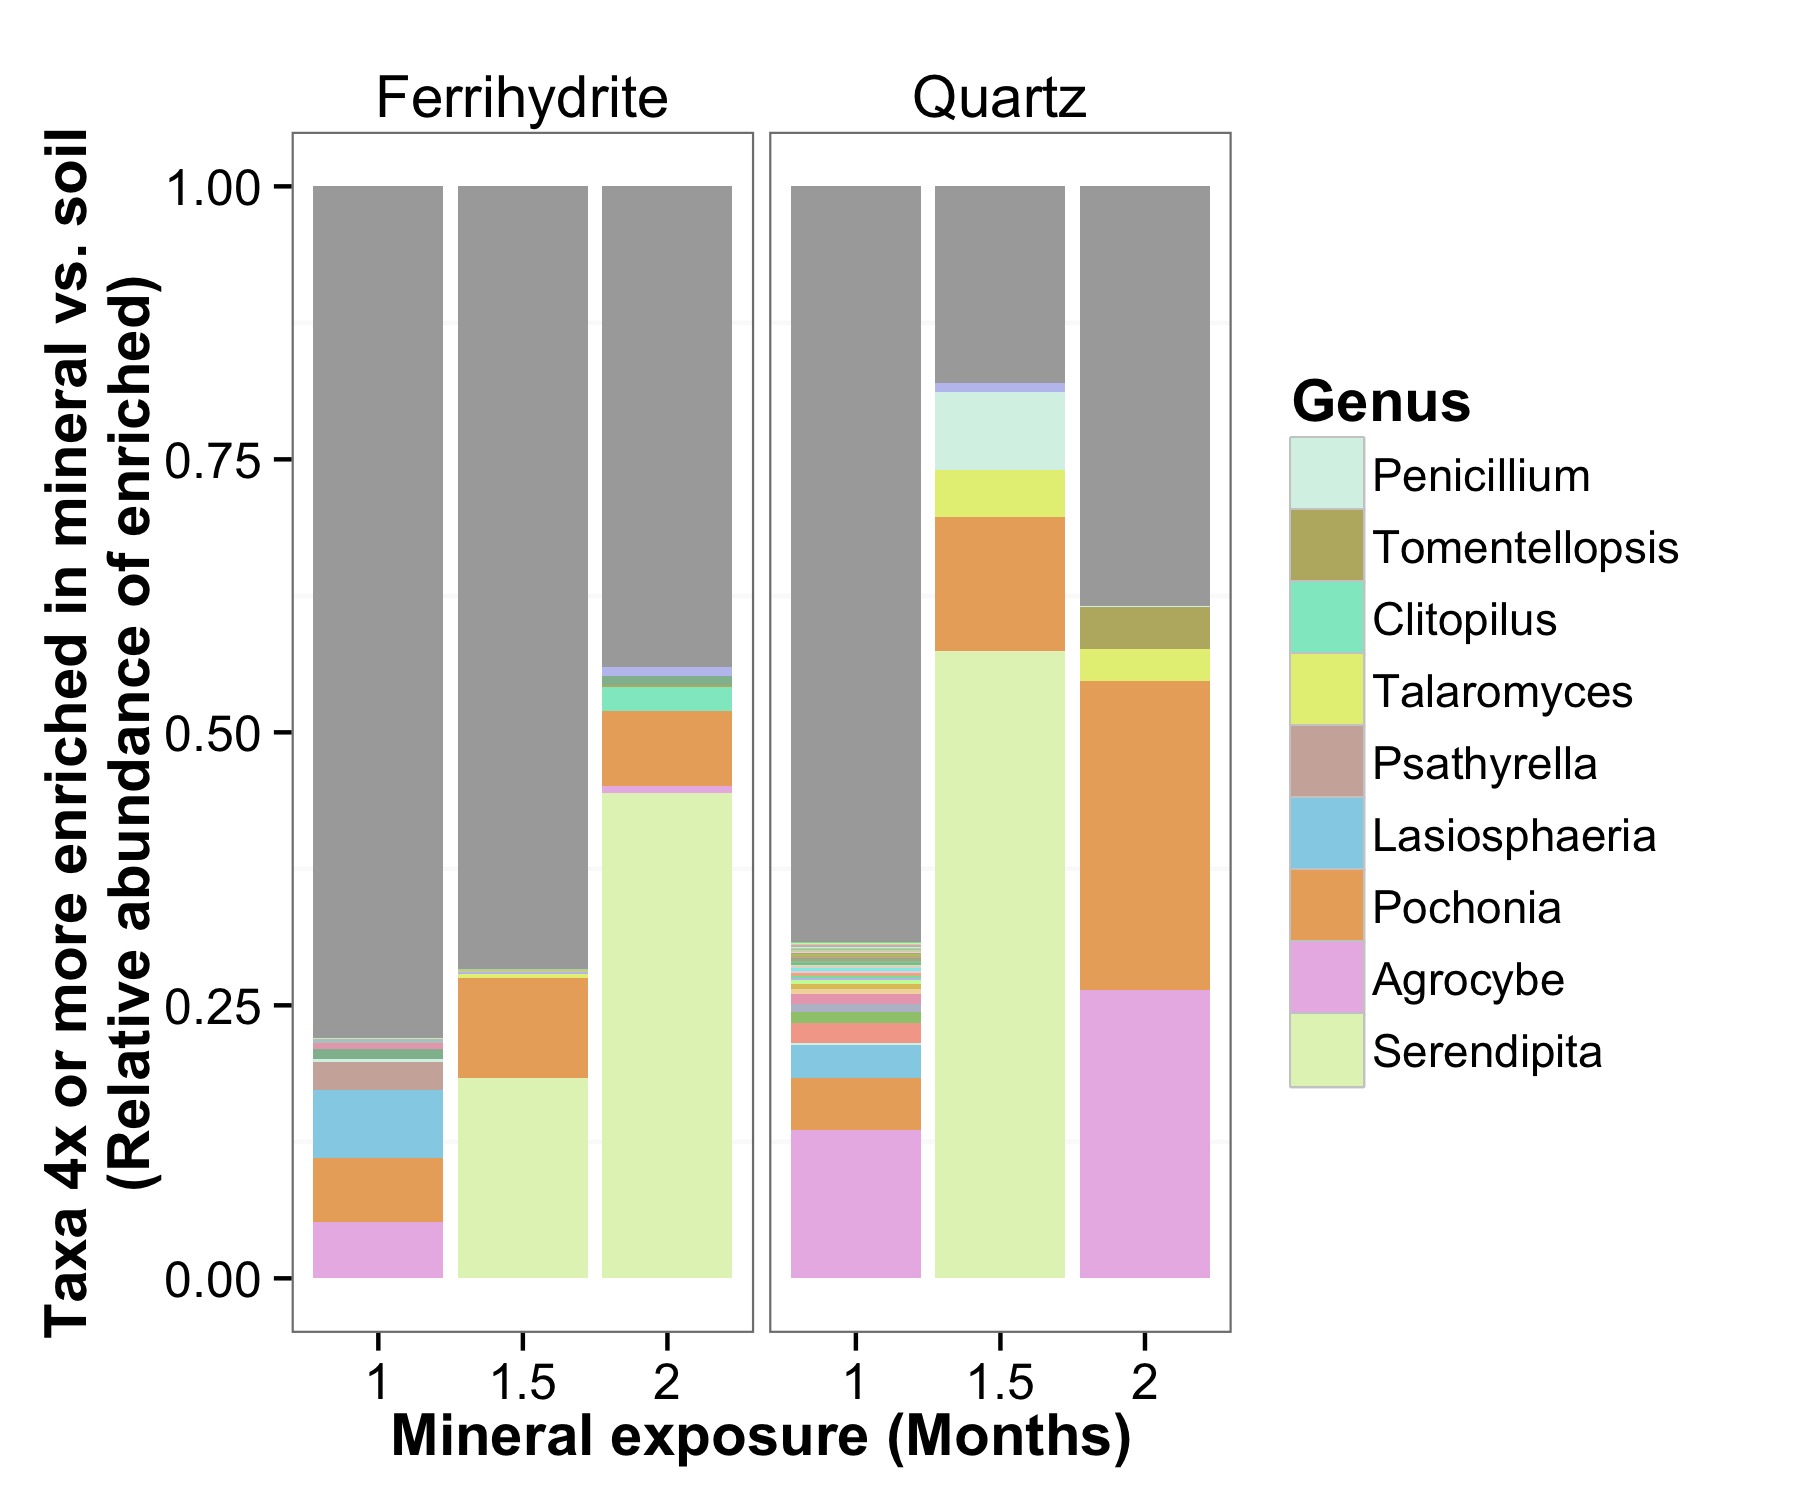 Ferrihydrite
Quartz
Taxa 4x or more enriched in mineral vs. soil
(Relative abundance of enriched)
1.00
0.75
0.50
0.25
0.00
1
1.5
2
1
1.5
2
Mineral exposure (Months)
Genus
Penicillium
Tomentellopsis
Clitopilus
Talaromyces
Psathyrella
Lasiosphaeria
Pochonia
Agrocybe
Serendipita